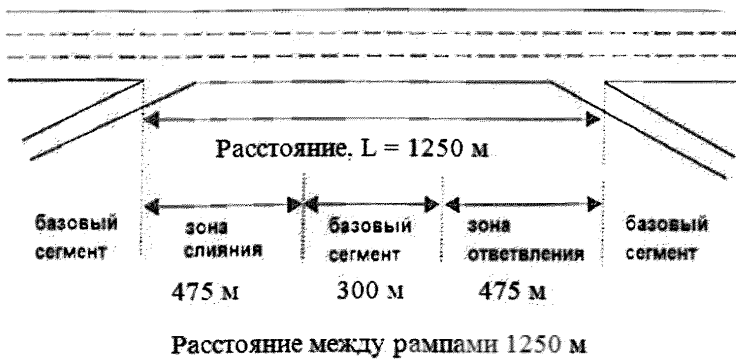 Расстояние, L = 1250 м
базовый сегмент
зона слияния
базовый сегмент
зона ответвления
базовый сегмент
475 м
300 м
475 м
Расстояние между рампами 1250 м